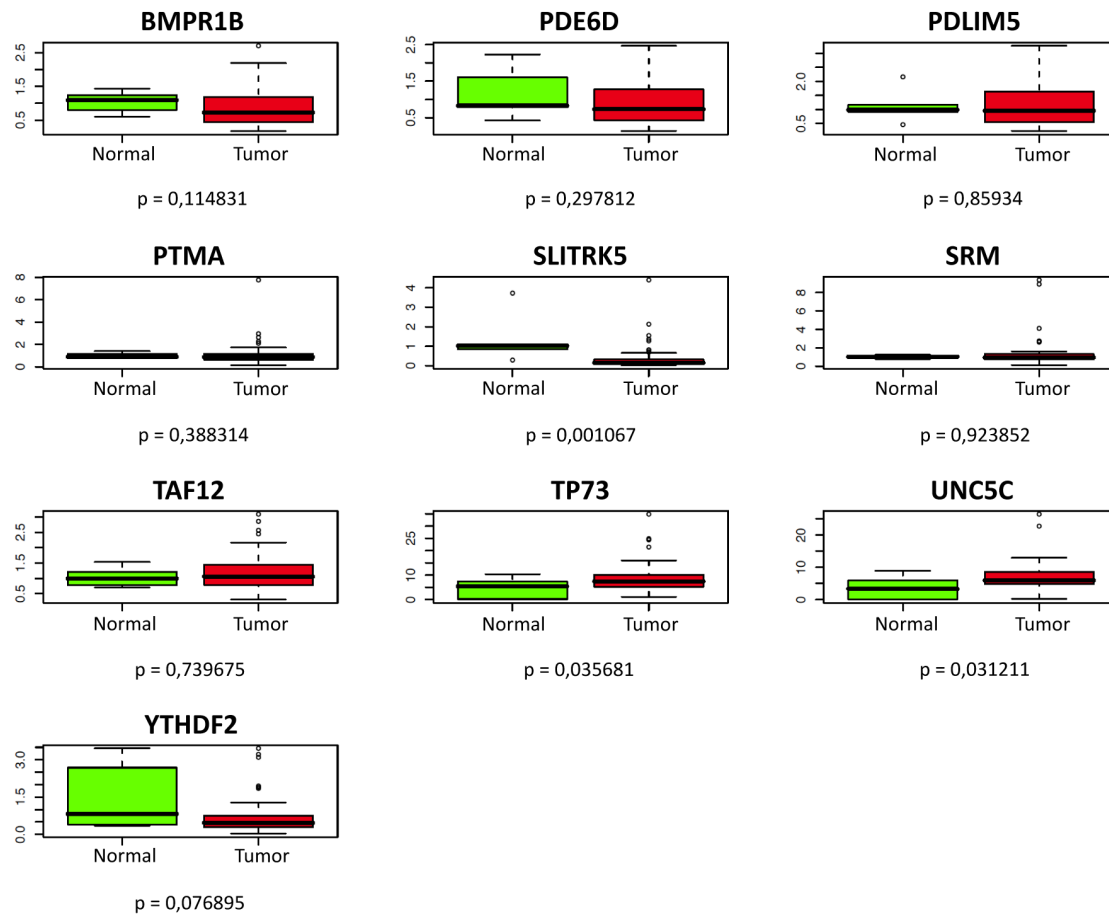 BMPR1B PDE6D PDLIM5
2.5 1.5 0.5 2.5 1.5 0.5 2.0 0.5
Normal Tumor Normal Tumor Normal Tumor
p = 0,114831 p = 0,297812 p = 0,85934
PTMA SLITRK5 SRM
8 6 4 2 0 4 3 2 1 0 8 6 4 2 0
Normal Tumor Normal Tumor Normal Tumor
p = 0,388314 p = 0,001067 p = 0,923852
TAF12 TP73 UNC5C
2.5 1.5 0.5 25 10 0 20 10 0
Normal Tumor Normal Tumor Normal Tumor
p = 0,739675 p = 0,035681 p = 0,031211
YTHDF2
3.0 1.5 0.0
Normal Tumor
p = 0,076895